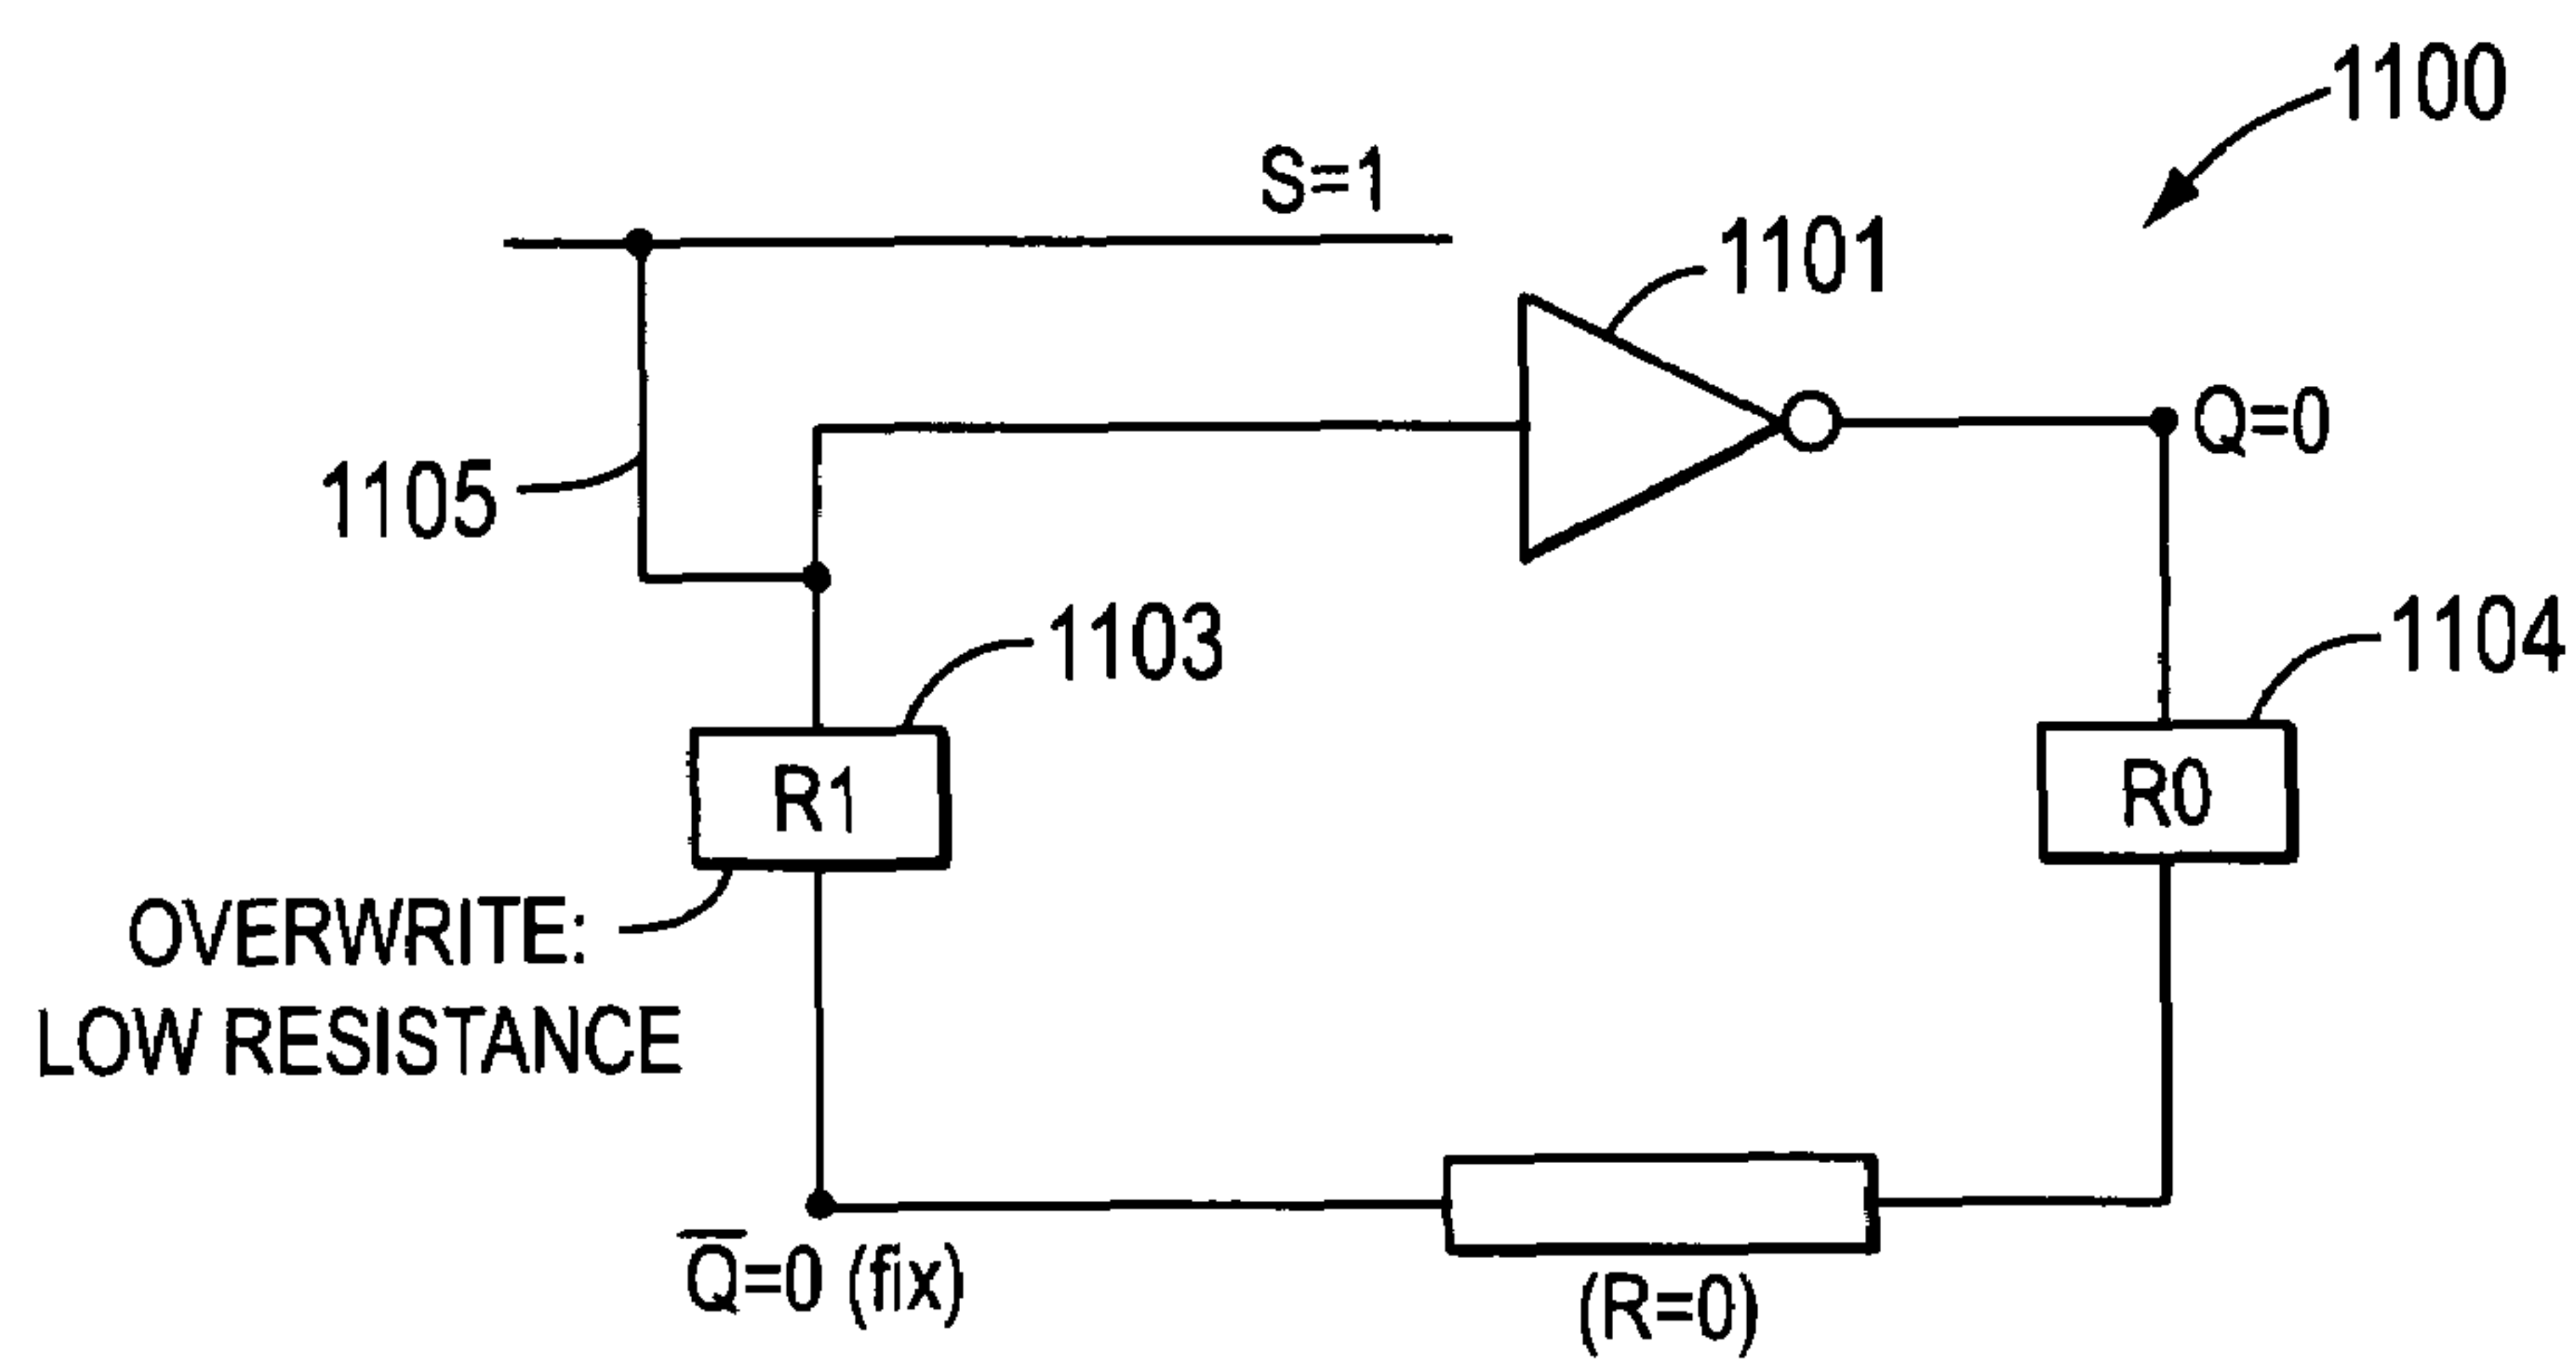 1100
S=1
1101
Q=0
1105
1103
1104
R1
R0
OVERWRITE:
LOW RESISTANCE
Q̅=0 (fix)
(R=0)